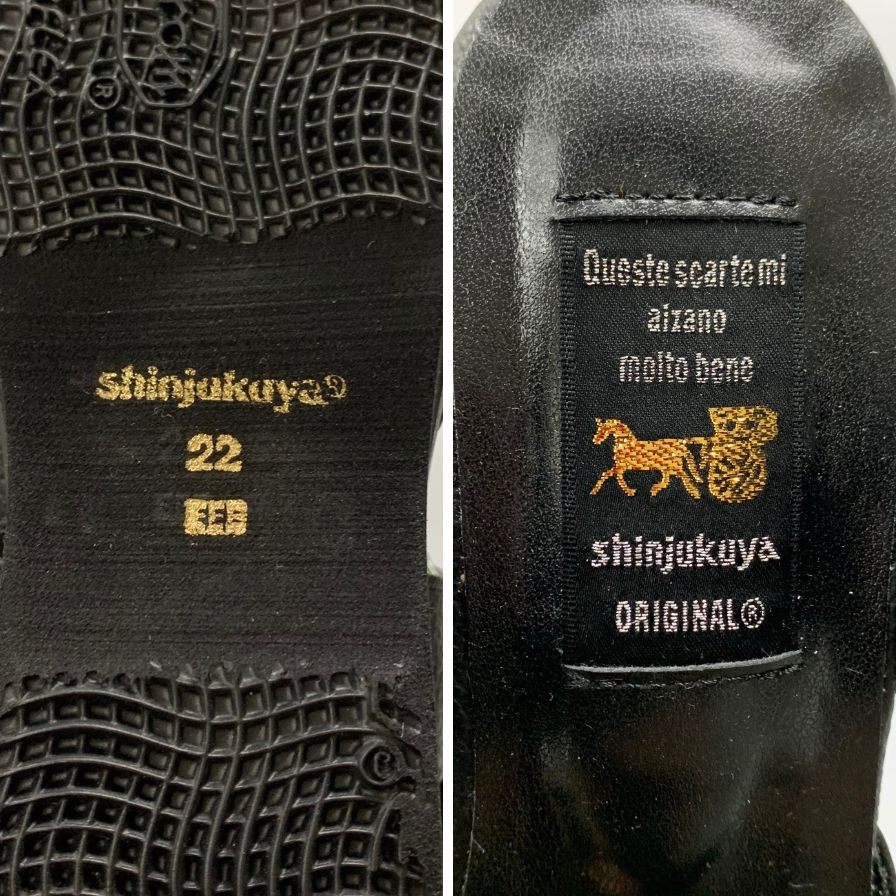 ®
shinjukuya®
22
EEE
®
Queste scarte mi
aizano
molto bene
shinjukuya
ORIGINAL®